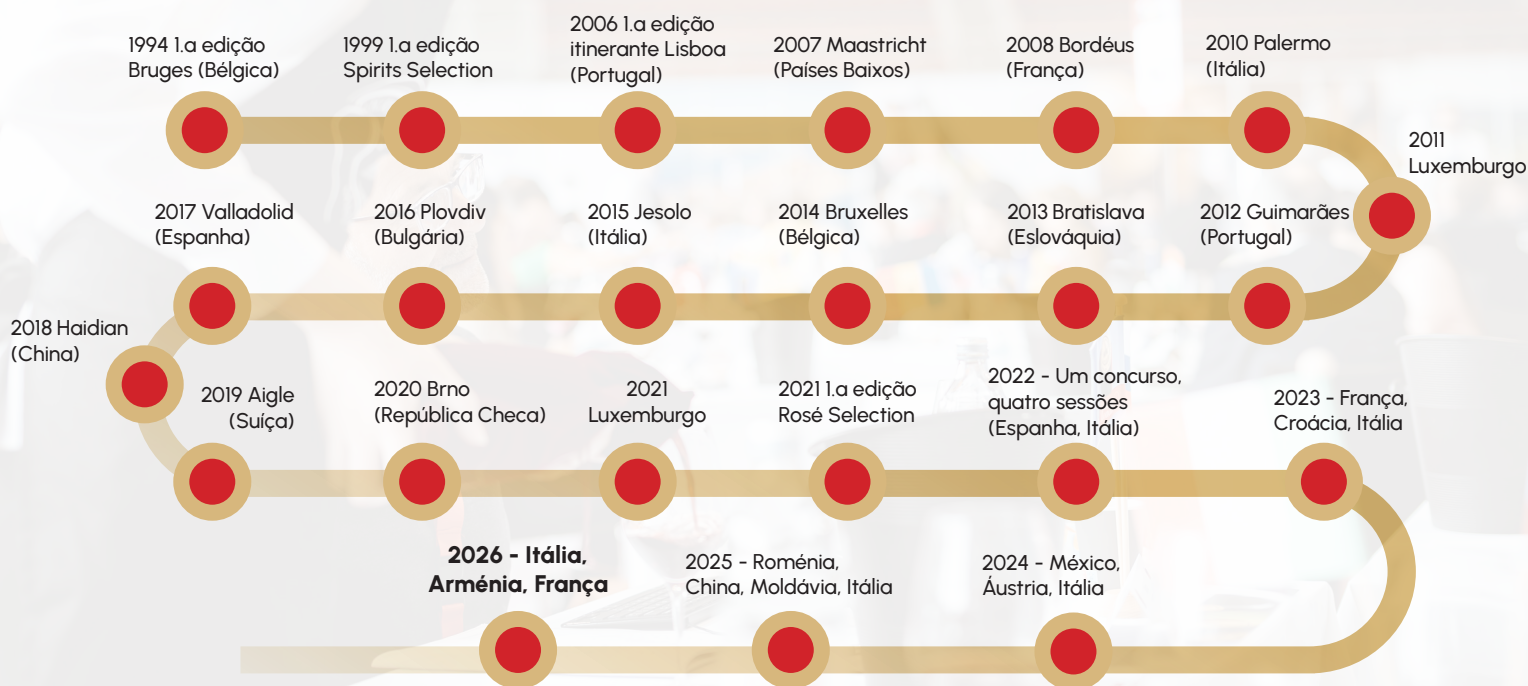 1994 1.a edição
Bruges (Bélgica)
1999 1.a edição
Spirits Selection
2006 1.a edição
itinerante Lisboa
(Portugal)
2007 Maastricht
(Países Baixos)
2008 Bordéus
(França)
2010 Palermo
(Itália)
2011
Luxemburgo
2012 Guimarães
(Portugal)
2013 Bratislava
(Eslováquia)
2014 Bruxelles
(Bélgica)
2015 Jesolo
(Itália)
2016 Plovdiv
(Bulgária)
2017 Valladolid
(Espanha)
2018 Haidian
(China)
2019 Aigle
(Suíça)
2020 Brno
(República Checa)
2021
Luxemburgo
2021 1.a edição
Rosé Selection
2022 - Um concurso,
quatro sessões
(Espanha, Itália)
2023 - França,
Croácia, Itália
2024 - México,
Áustria, Itália
2025 - Roménia,
China, Moldávia, Itália
2026 - Itália,
Arménia, França